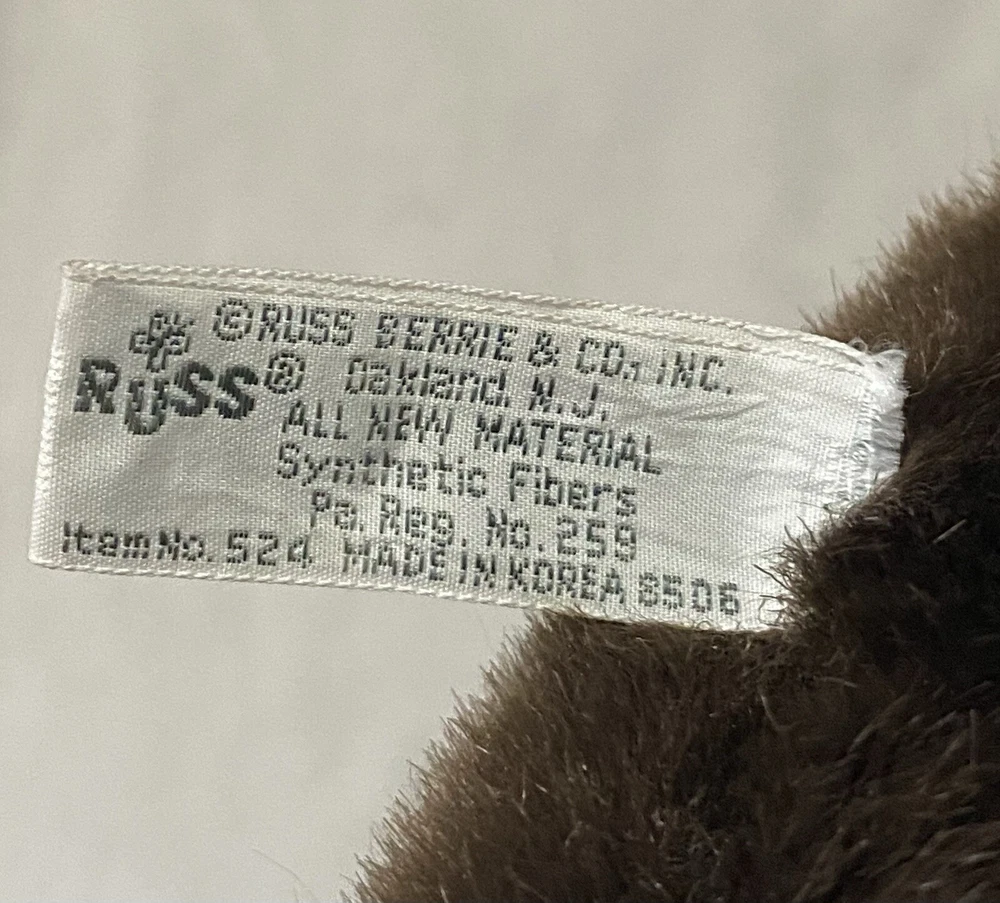 © RUSS BERRIE & CO., INC.
RUSS® Oakland, N.J.
ALL NEW MATERIAL
Synthetic Fibers
Pa. Reg. No. 259
Item No. 524 MADE IN KOREA 8506